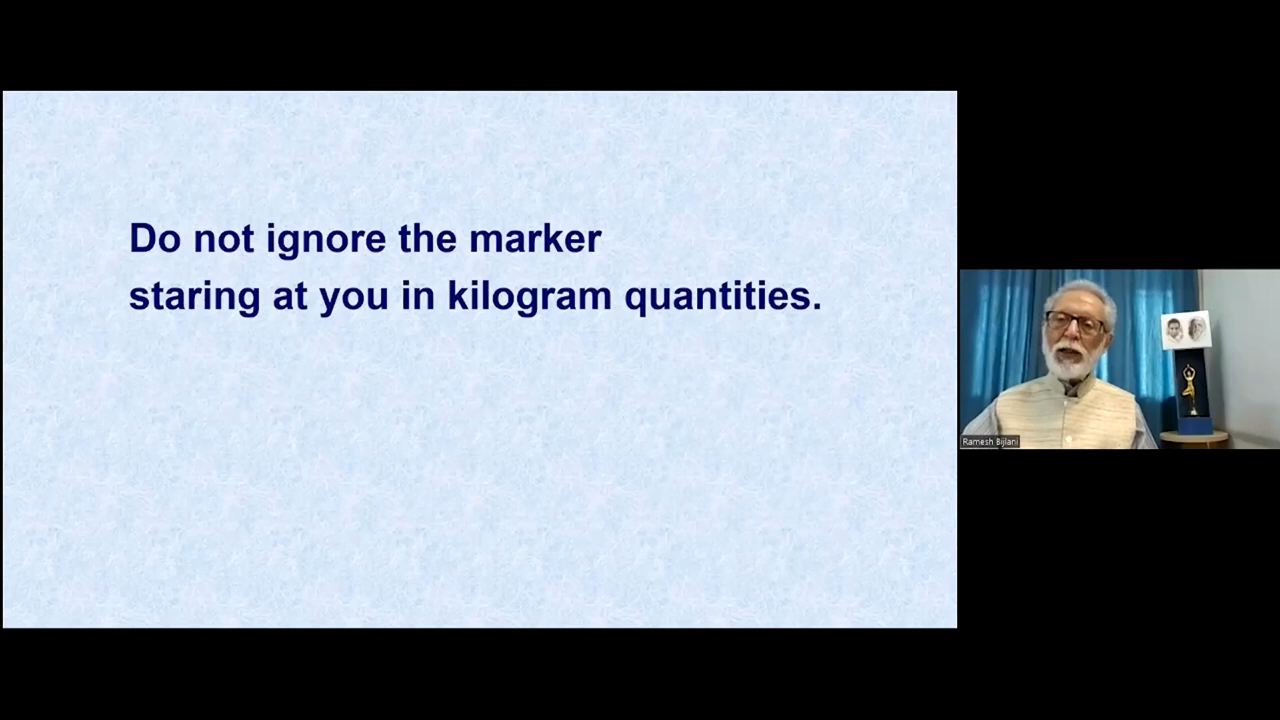 Do not ignore the marker
staring at you in kilogram quantities.
Ramesh Bijlani